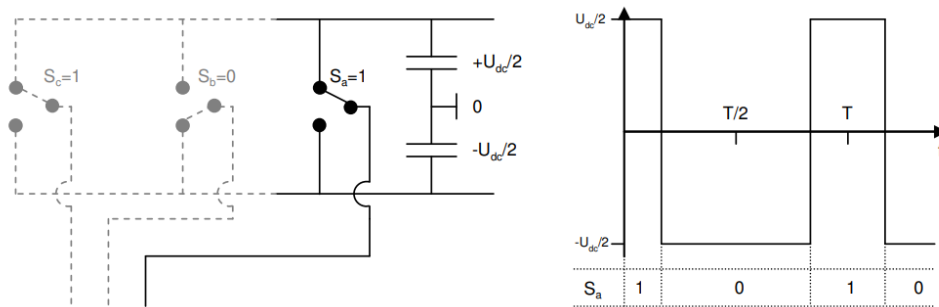 S_c=1
S_b=0
S_a=1
+U_dc/2
0
-U_dc/2
U_dc/2
T/2
T
-U_dc/2
S_a 1 0 1 0